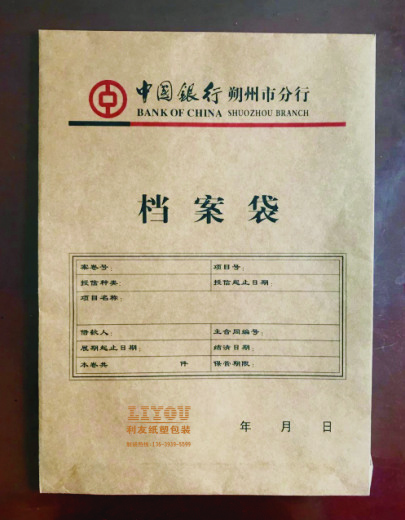 中国银行 朔州市分行
BANK OF CHINA SHUOZHOU BRANCH
档案袋
案卷号： 项目号：
授信种类： 授信起止日期：
项目名称：
借款人： 主合同编号：
展期起止日期： 结清日期：
本卷共 件 保管期限：
LIYOU
利友纸塑包装
年 月 日